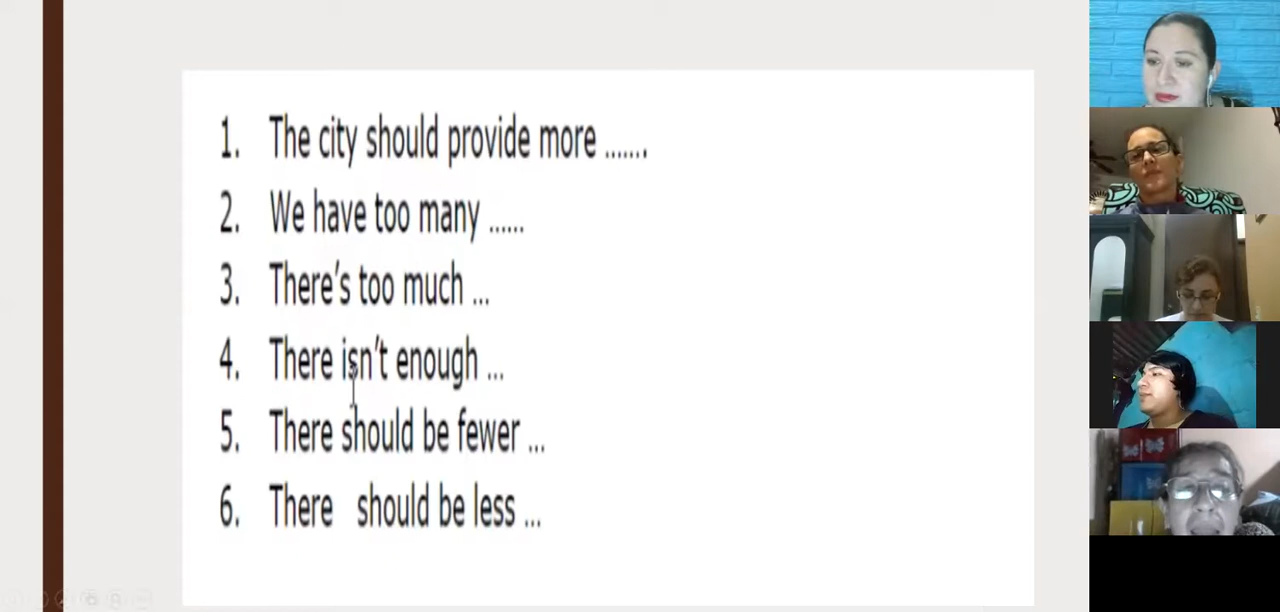 1. The city should provide more .......
2. We have too many ......
3. There's too much ...
4. There isn't enough ...
5. There should be fewer ...
6. There should be less ...